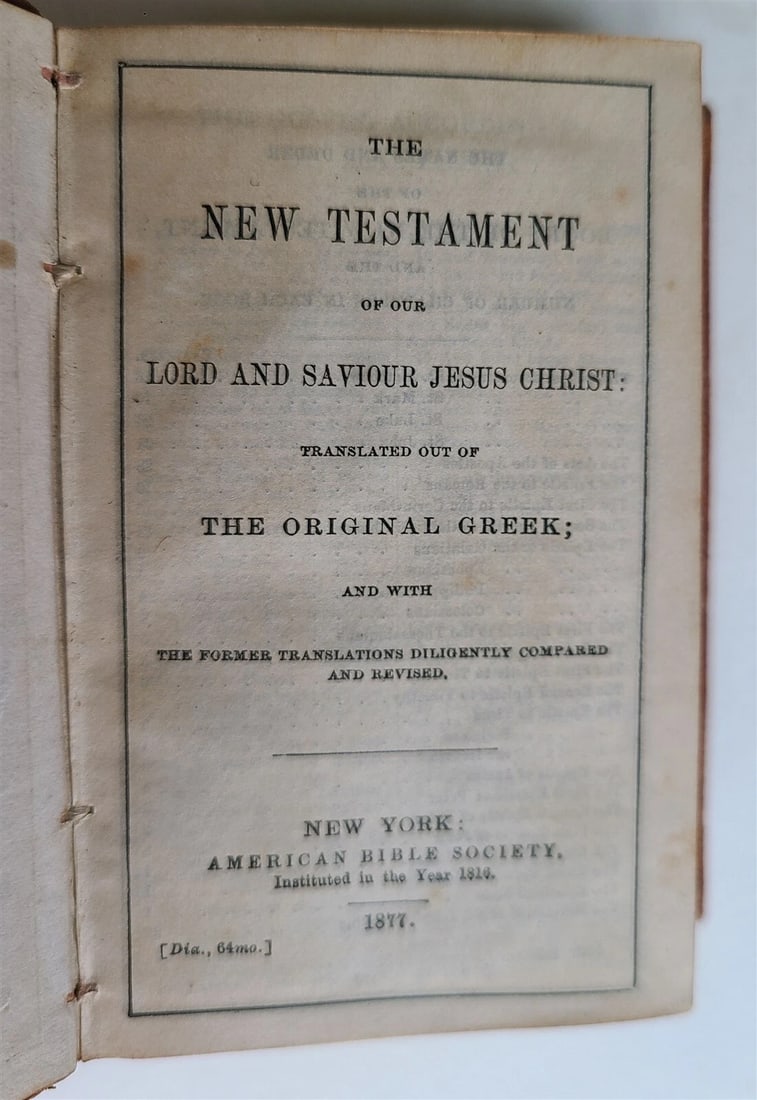 THE
NEW TESTAMENT
OF OUR
LORD AND SAVIOUR JESUS CHRIST:
TRANSLATED OUT OF
THE ORIGINAL GREEK;
AND WITH
THE FORMER TRANSLATIONS DILIGENTLY COMPARED
AND REVISED.
NEW YORK:
AMERICAN BIBLE SOCIETY,
Instituted in the Year 1816.
1877.
[Dia., 64mo.]